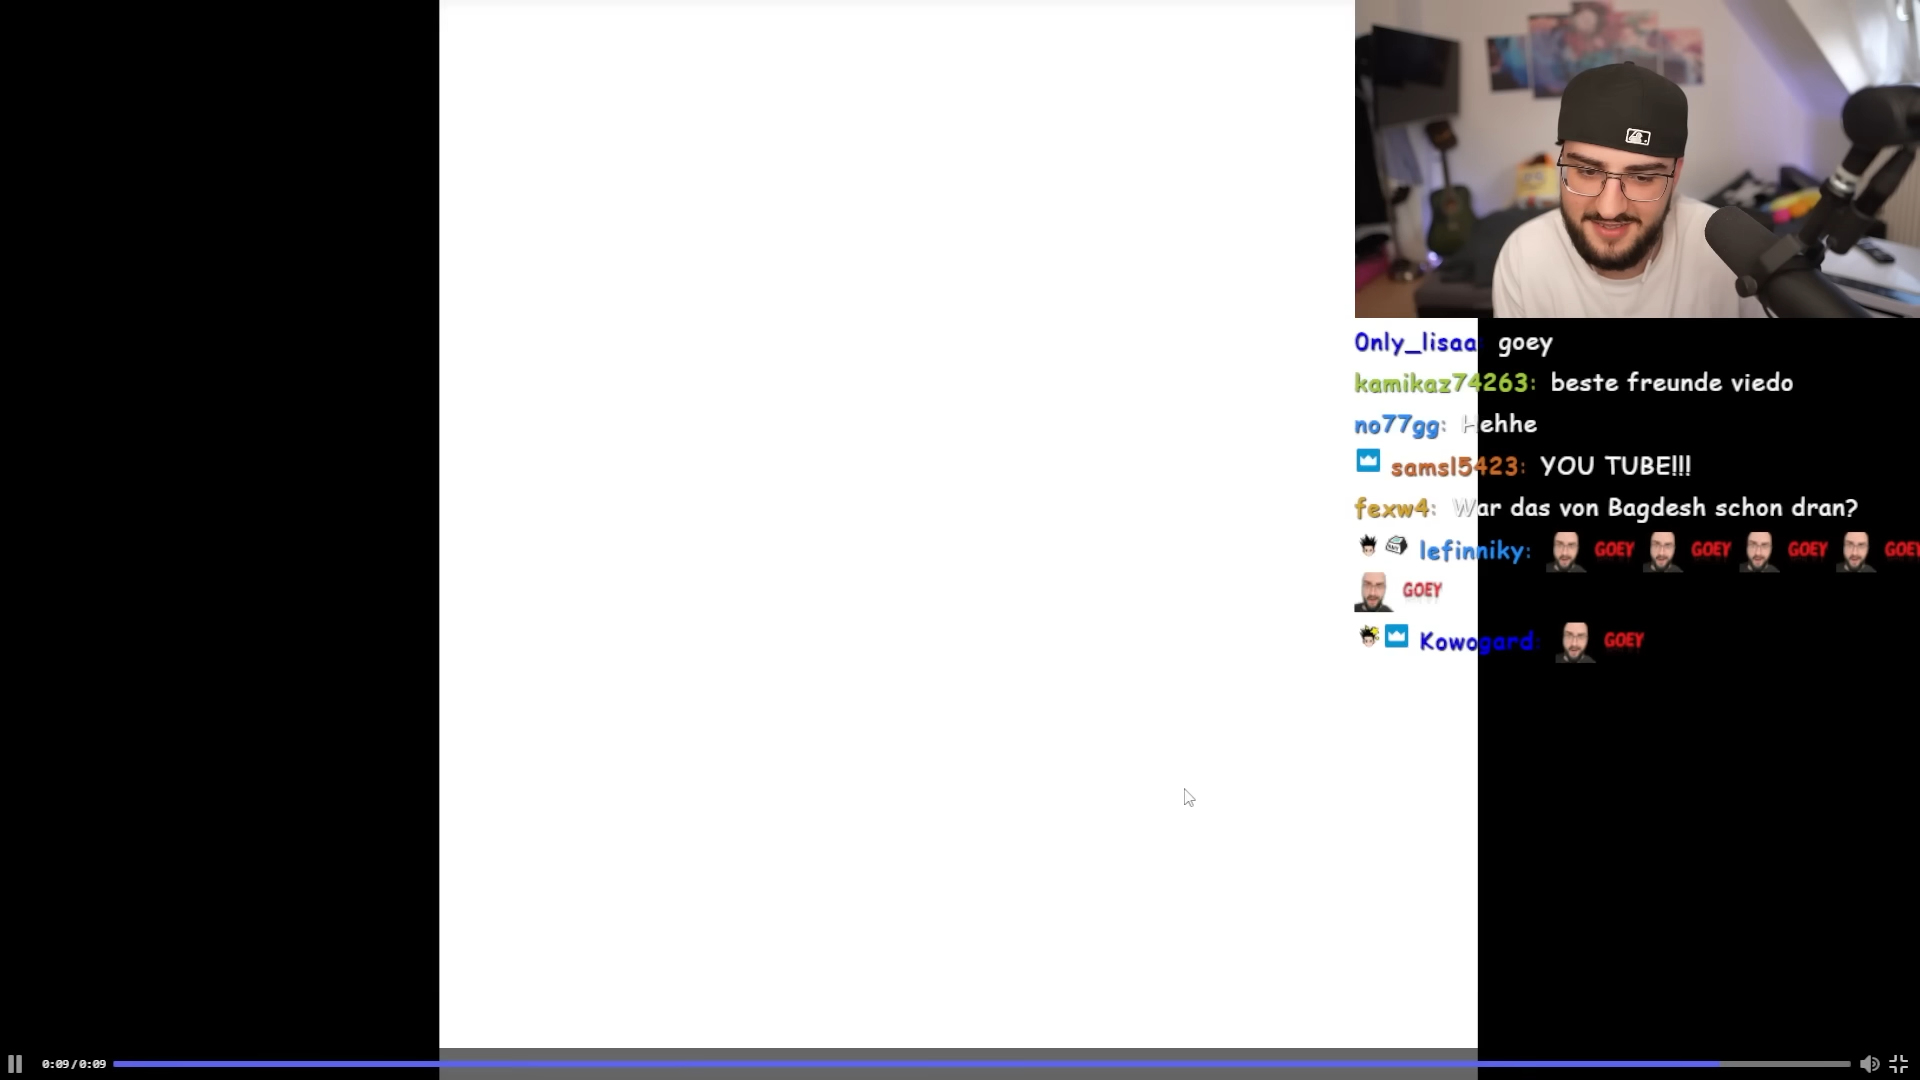 Only_lisaa: goey
kamikaz74263: beste freunde viedo
no77gg: Hehhe
samsl5423: YOU TUBE!!!
fexw4: War das von Bagdesh schon dran?
lefinniky: GOEY GOEY GOEY GOEY
GOEY
Kowogard: GOEY
0:09/0:09